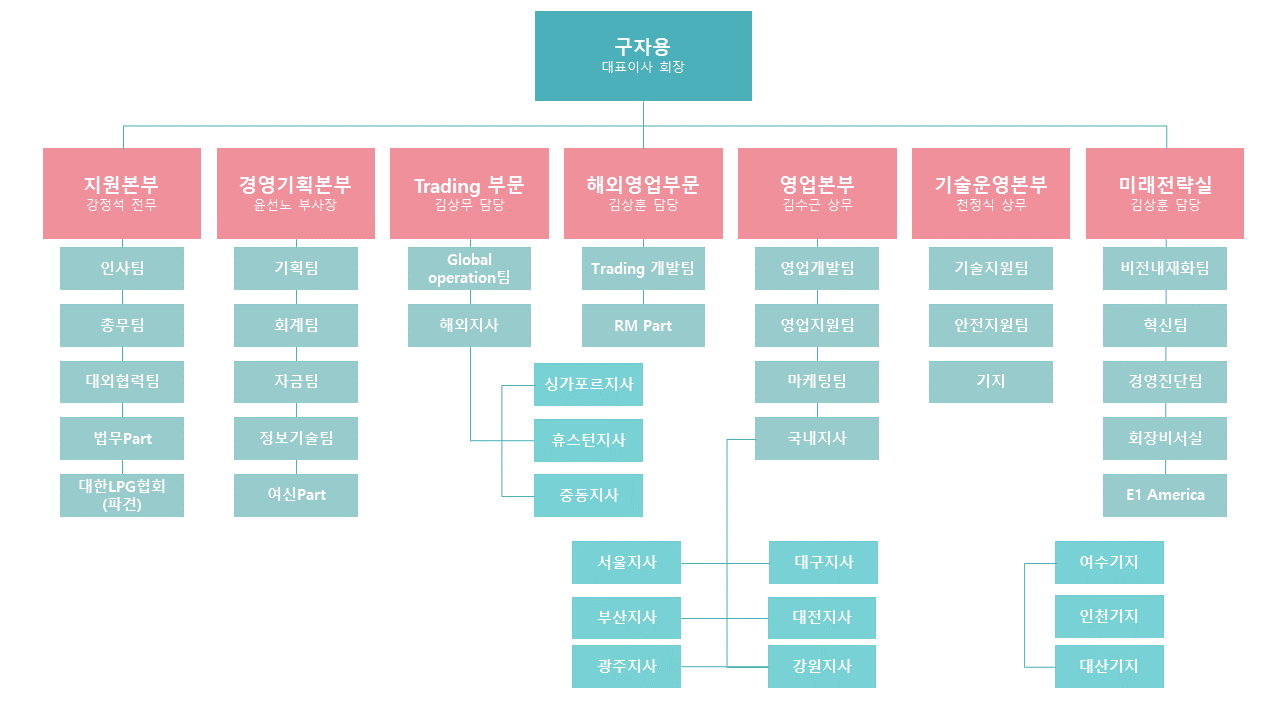 구자용
대표이사 회장
지원본부
강정석 전무
경영기획본부
윤선노 부사장
Trading 부문
김상무 담당
해외영업부문
김상훈 담당
영업본부
김수근 상무
기술운영본부
천정식 상무
미래전략실
김상훈 담당
인사팀
총무팀
대외협력팀
법무Part
대한LPG협회
(파견)
기획팀
회계팀
자금팀
정보기술팀
여신Part
Global
operation팀
해외지사
싱가포르지사
휴스턴지사
중동지사
Trading 개발팀
RM Part
영업개발팀
영업지원팀
마케팅팀
국내지사
서울지사
대구지사
부산지사
대전지사
광주지사
강원지사
기술지원팀
안전지원팀
기지
비전내재화팀
혁신팀
경영진단팀
회장비서실
E1 America
여수기지
인천기지
대산기지